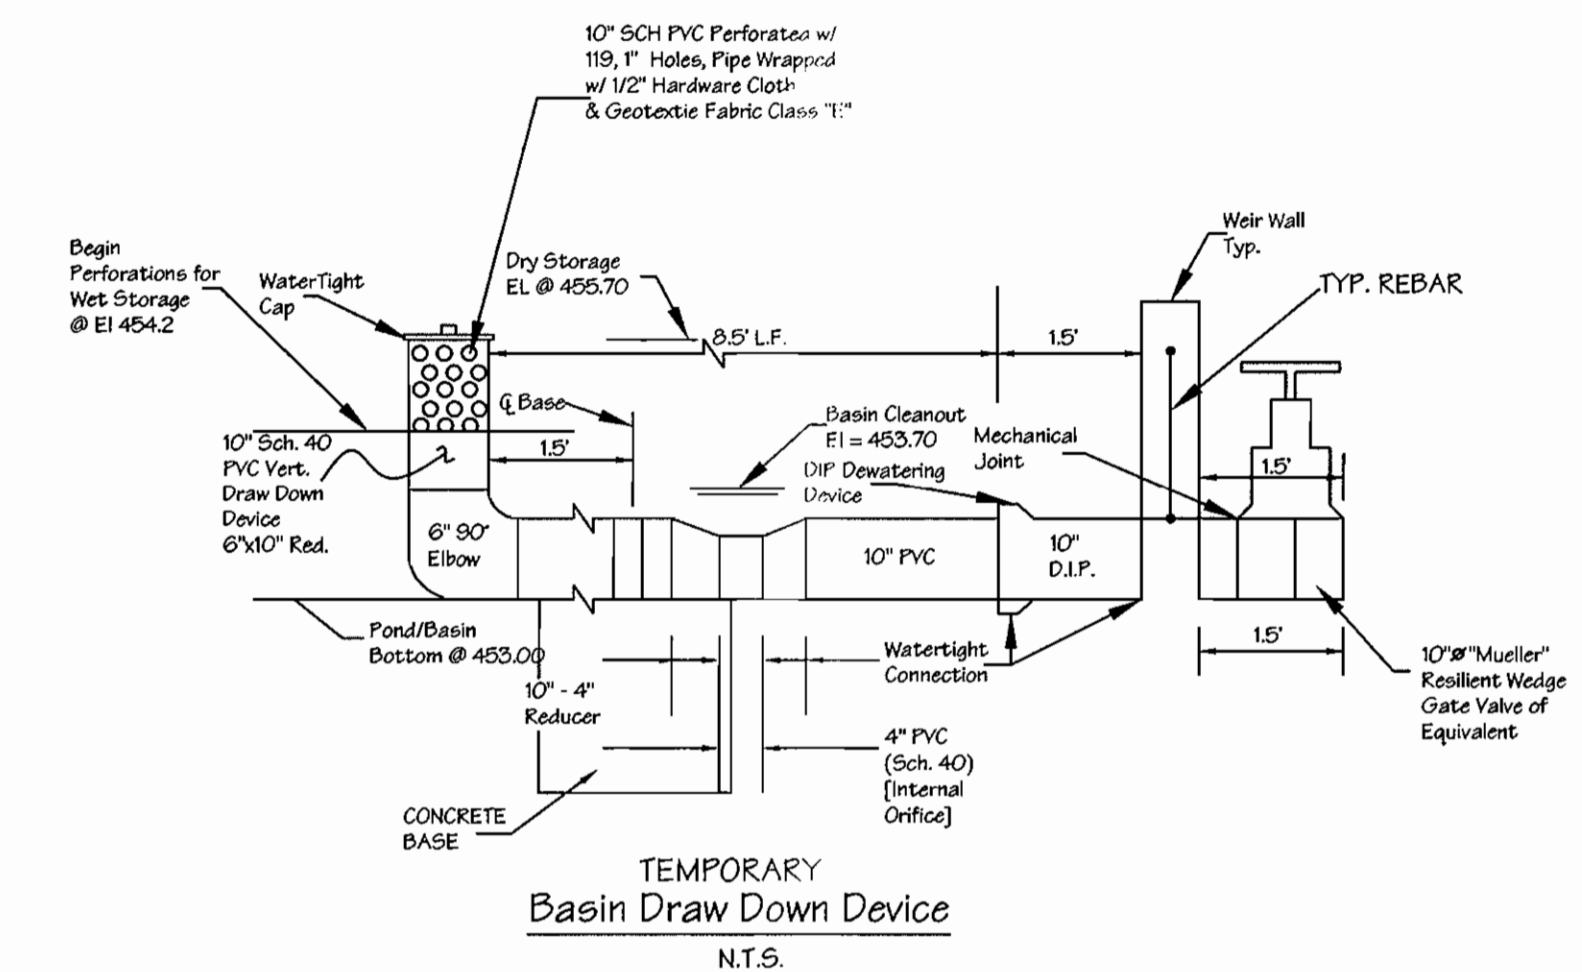 10" SCH PVC Perforated w/
119, 1" Holes, Pipe Wrapped
w/ 1/2" Hardware Cloth
& Geotextie Fabric Class "E"
Begin
Perforations for
Wet Storage
@ El 454.2
WaterTight
Cap
Dry Storage
EL @ 455.70
8.5' L.F.
1.5'
Weir Wall
Typ.
TYP. REBAR
℄ Base
1.5'
10" Sch. 40
PVC Vert.
Draw Down
Device
6"x10" Red.
Basin Cleanout
El = 453.70
DIP Dewatering
Device
Mechanical
Joint
1.5'
6" 90°
Elbow
10" PVC
10"
D.I.P.
Pond/Basin
Bottom @ 453.00
10" - 4"
Reducer
Watertight
Connection
1.5'
10"ø "Mueller"
Resilient Wedge
Gate Valve of
Equivalent
4" PVC
(Sch. 40)
[Internal
Orifice]
CONCRETE
BASE
TEMPORARY
Basin Draw Down Device
N.T.S.